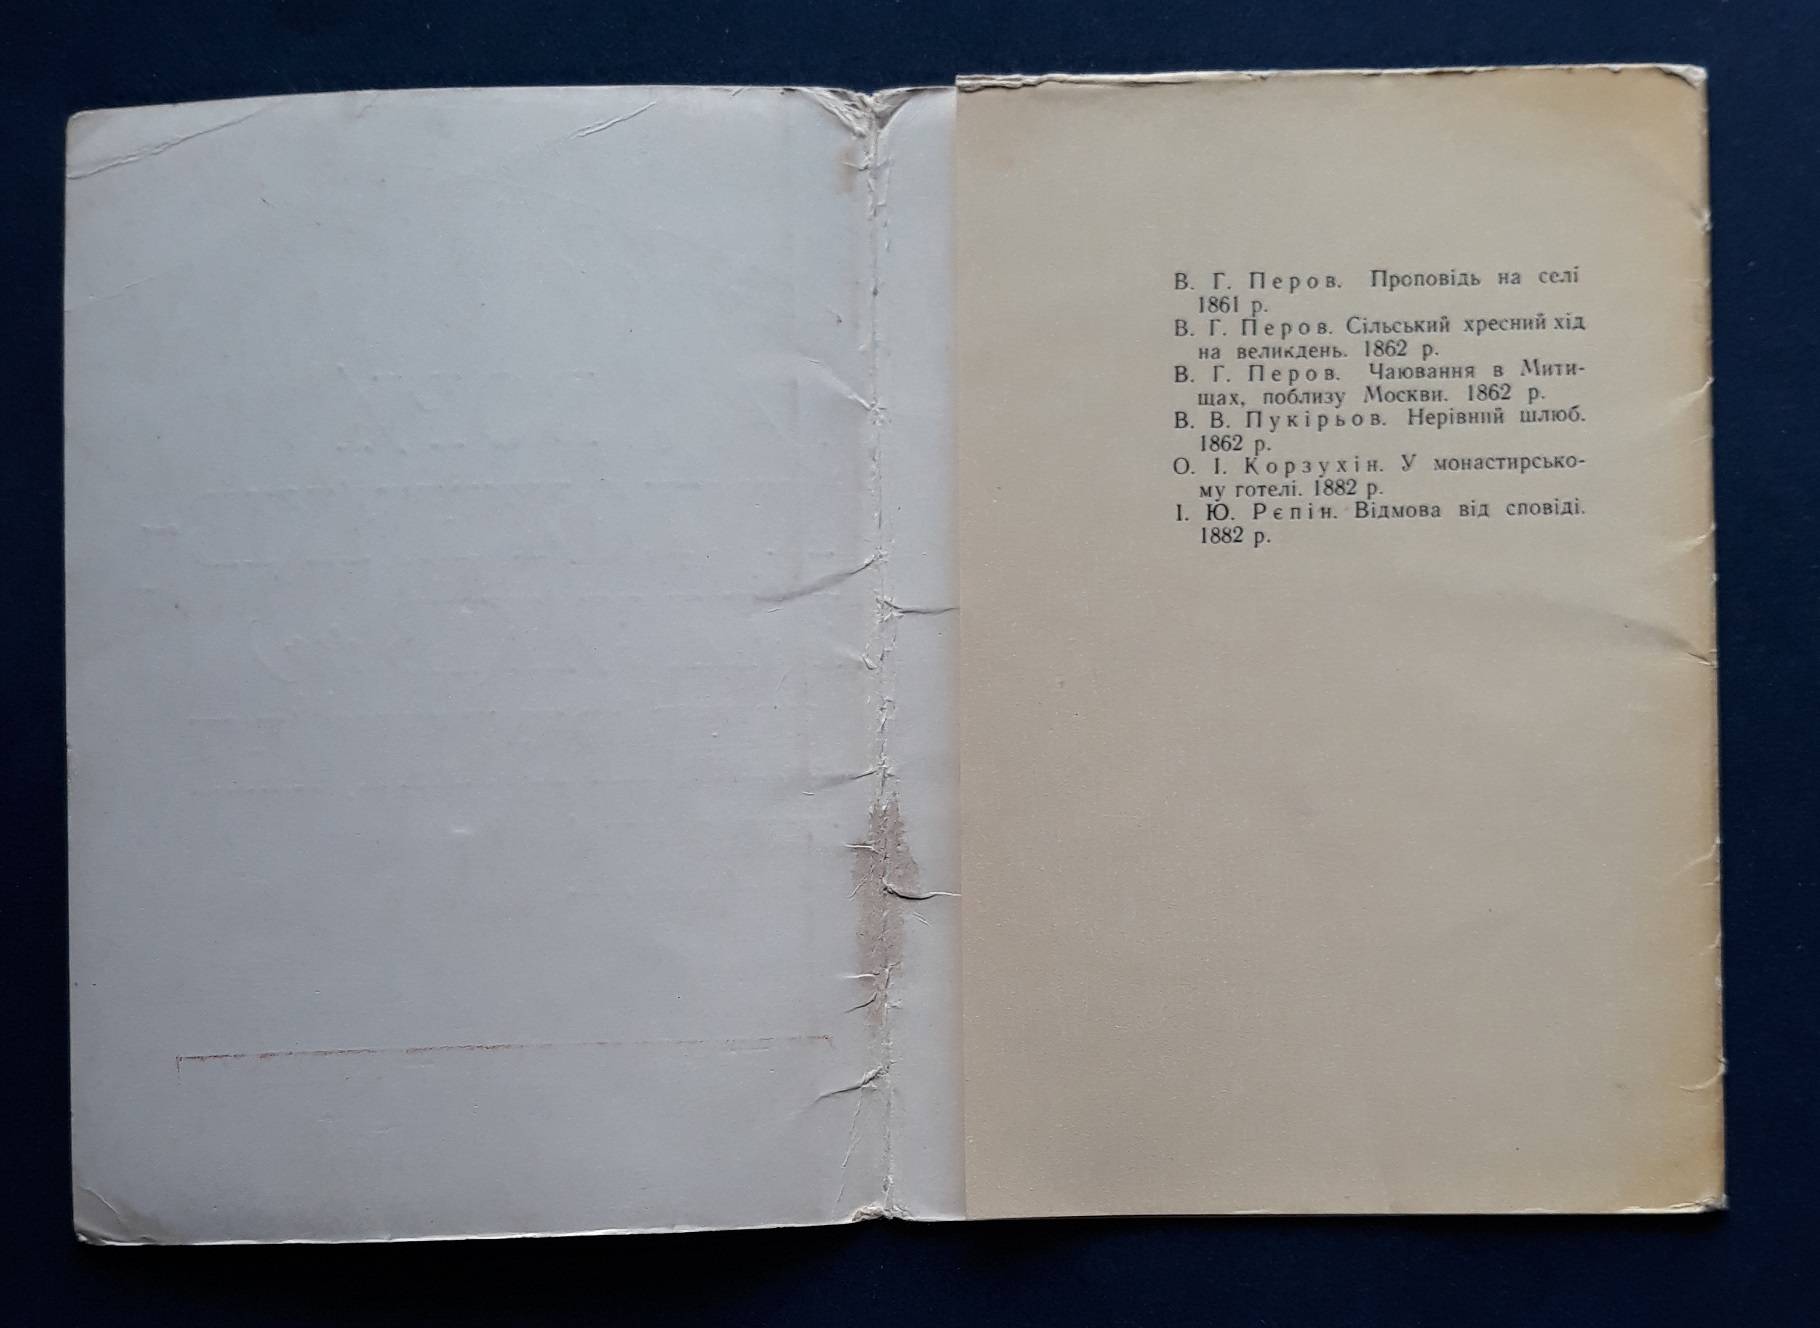 В. Г. Перов. Проповідь на селі
1861 р.
В. Г. Перов. Сільський хресний хід
на великдень. 1862 р.
В. Г. Перов. Чаювання в Мити-
щах, поблизу Москви. 1862 р.
В. В. Пукірьов. Нерівний шлюб.
1862 р.
О. І. Корзухін. У монастирсько-
му готелі. 1882 р.
І. Ю. Рєпін. Відмова від сповіді.
1882 р.